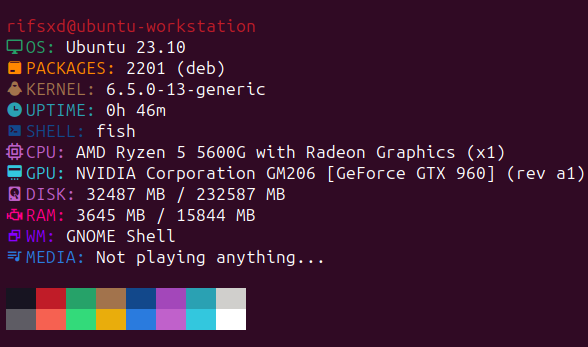 rifsxd@ubuntu-workstation
OS: Ubuntu 23.10
PACKAGES: 2201 (deb)
KERNEL: 6.5.0-13-generic
UPTIME: 0h 46m
SHELL: fish
CPU: AMD Ryzen 5 5600G with Radeon Graphics (x1)
GPU: NVIDIA Corporation GM206 [GeForce GTX 960] (rev a1)
DISK: 32487 MB / 232587 MB
RAM: 3645 MB / 15844 MB
WM: GNOME Shell
MEDIA: Not playing anything...